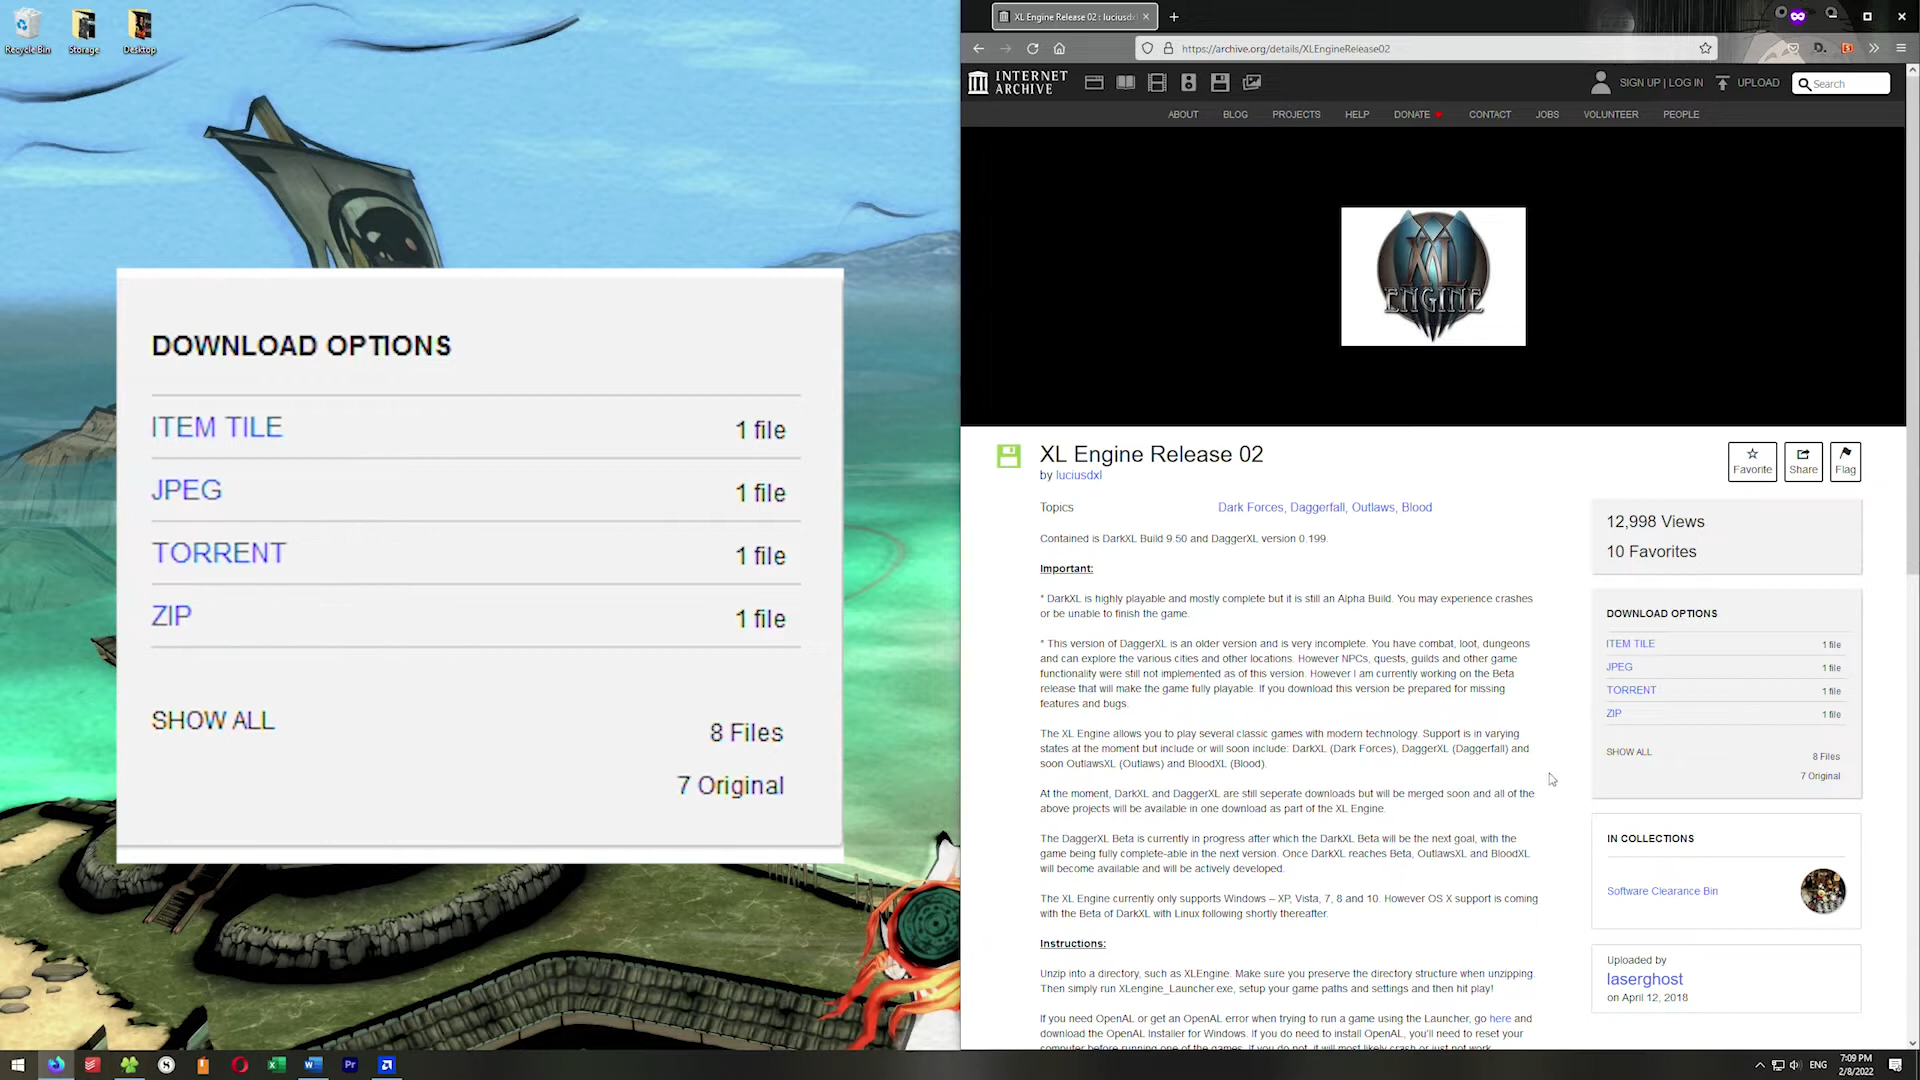 Recycle Bin
Storage
Desktop
DOWNLOAD OPTIONS
ITEM TILE 1 file
JPEG 1 file
TORRENT 1 file
ZIP 1 file
SHOW ALL 8 Files
7 Original
XL Engine Release 02 : luciusdx
https://archive.org/details/XLEngineRelease02
INTERNET
ARCHIVE
SIGN UP | LOG IN
UPLOAD
Search
ABOUT BLOG PROJECTS HELP DONATE CONTACT JOBS VOLUNTEER PEOPLE
XL
ENGINE
XL Engine Release 02
by luciusdxl
Favorite
Share
Flag
Topics Dark Forces, Daggerfall, Outlaws, Blood
Contained is DarkXL Build 9.50 and DaggerXL version 0.199.
Important:
* DarkXL is highly playable and mostly complete but it is still an Alpha Build. You may experience crashes
or be unable to finish the game.
* This version of DaggerXL is an older version and is very incomplete. You have combat, loot, dungeons
and can explore the various cities and other locations. However NPCs, quests, guilds and other game
functionality were still not implemented as of this version. However I am currently working on the Beta
release that will make the game fully playable. If you download this version be prepared for missing
features and bugs.
The XL Engine allows you to play several classic games with modern technology. Support is in varying
states at the moment but include or will soon include: DarkXL (Dark Forces), DaggerXL (Daggerfall) and
soon OutlawsXL (Outlaws) and BloodXL (Blood).
At the moment, DarkXL and DaggerXL are still seperate downloads but will be merged soon and all of the
above projects will be available in one download as part of the XL Engine.
The DaggerXL Beta is currently in progress after which the DarkXL Beta will be the next goal, with the
game being fully complete-able in the next version. Once DarkXL reaches Beta, OutlawsXL and BloodXL
will become available and will be actively developed.
The XL Engine currently only supports Windows – XP, Vista, 7, 8 and 10. However OS X support is coming
with the Beta of DarkXL with Linux following shortly thereafter.
Instructions:
Unzip into a directory, such as XLEngine. Make sure you preserve the directory structure when unzipping.
Then simply run XLengine_Launcher.exe, setup your game paths and settings and then hit play!
If you need OpenAL or get an OpenAL error when trying to run a game using the Launcher, go here and
download the OpenAL Installer for Windows. If you do need to install OpenAL, you'll need to reset your
computer before running one of the games. If you do not, it will most likely crash or just not work.
12,998 Views
10 Favorites
DOWNLOAD OPTIONS
ITEM TILE 1 file
JPEG 1 file
TORRENT 1 file
ZIP 1 file
SHOW ALL 8 Files
7 Original
IN COLLECTIONS
Software Clearance Bin
Uploaded by
laserghost
on April 12, 2018
ENG
7:09 PM
2/8/2022